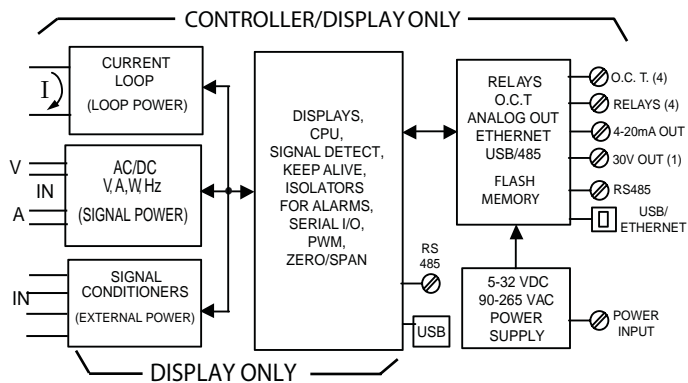 CONTROLLER/DISPLAY ONLY
CURRENT
LOOP
(LOOP POWER)
I
V
IN
A
AC/DC
V, A, W, Hz
(SIGNAL POWER)
IN
SIGNAL
CONDITIONERS
(EXTERNAL POWER)
DISPLAYS,
CPU,
SIGNAL DETECT,
KEEP ALIVE,
ISOLATORS
FOR ALARMS,
SERIAL I/O,
PWM,
ZERO/SPAN
RS
485
USB
RELAYS
O.C.T
ANALOG OUT
ETHERNET
USB/485
FLASH
MEMORY
O.C. T. (4)
RELAYS (4)
4-20mA OUT
30V OUT (1)
RS485
USB/
ETHERNET
5-32 VDC
90-265 VAC
POWER
SUPPLY
POWER
INPUT
DISPLAY ONLY